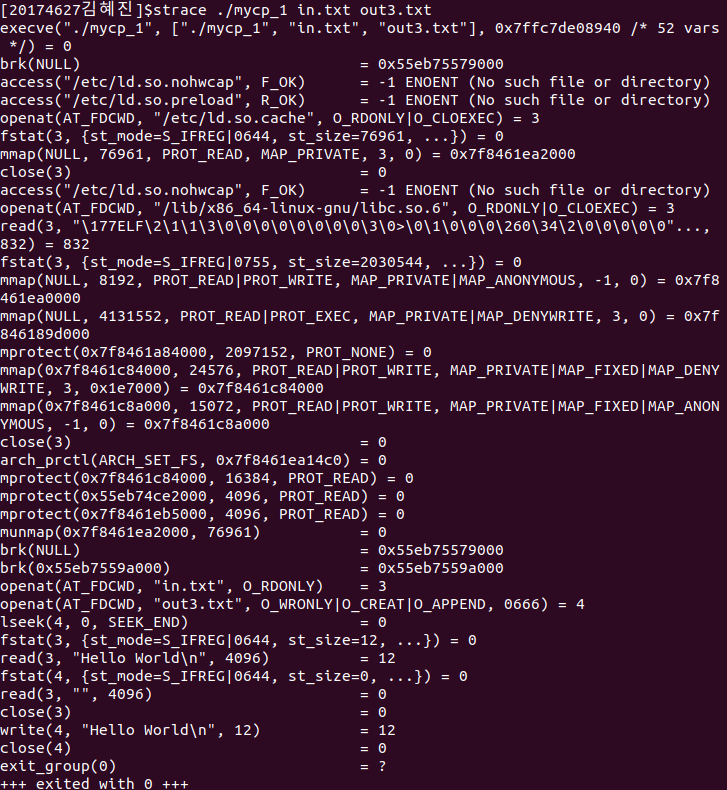 [20174627김혜진]$strace ./mycp_1 in.txt out3.txt
execve("./mycp_1", ["./mycp_1", "in.txt", "out3.txt"], 0x7ffc7de08940 /* 52 vars
 */) = 0
brk(NULL)                               = 0x55eb75579000
access("/etc/ld.so.nohwcap", F_OK)      = -1 ENOENT (No such file or directory)
access("/etc/ld.so.preload", R_OK)      = -1 ENOENT (No such file or directory)
openat(AT_FDCWD, "/etc/ld.so.cache", O_RDONLY|O_CLOEXEC) = 3
fstat(3, {st_mode=S_IFREG|0644, st_size=76961, ...}) = 0
mmap(NULL, 76961, PROT_READ, MAP_PRIVATE, 3, 0) = 0x7f8461ea2000
close(3)                                = 0
access("/etc/ld.so.nohwcap", F_OK)      = -1 ENOENT (No such file or directory)
openat(AT_FDCWD, "/lib/x86_64-linux-gnu/libc.so.6", O_RDONLY|O_CLOEXEC) = 3
read(3, "\177ELF\2\1\1\3\0\0\0\0\0\0\0\0\3\0>\0\1\0\0\0\260\34\2\0\0\0\0\0"...,
832) = 832
fstat(3, {st_mode=S_IFREG|0755, st_size=2030544, ...}) = 0
mmap(NULL, 8192, PROT_READ|PROT_WRITE, MAP_PRIVATE|MAP_ANONYMOUS, -1, 0) = 0x7f8
461ea0000
mmap(NULL, 4131552, PROT_READ|PROT_EXEC, MAP_PRIVATE|MAP_DENYWRITE, 3, 0) = 0x7f
846189d000
mprotect(0x7f8461a84000, 2097152, PROT_NONE) = 0
mmap(0x7f8461c84000, 24576, PROT_READ|PROT_WRITE, MAP_PRIVATE|MAP_FIXED|MAP_DENY
WRITE, 3, 0x1e7000) = 0x7f8461c84000
mmap(0x7f8461c8a000, 15072, PROT_READ|PROT_WRITE, MAP_PRIVATE|MAP_FIXED|MAP_ANON
YMOUS, -1, 0) = 0x7f8461c8a000
close(3)                                = 0
arch_prctl(ARCH_SET_FS, 0x7f8461ea14c0) = 0
mprotect(0x7f8461c84000, 16384, PROT_READ) = 0
mprotect(0x55eb74ce2000, 4096, PROT_READ) = 0
mprotect(0x7f8461eb5000, 4096, PROT_READ) = 0
munmap(0x7f8461ea2000, 76961)           = 0
brk(NULL)                               = 0x55eb75579000
brk(0x55eb7559a000)                     = 0x55eb7559a000
openat(AT_FDCWD, "in.txt", O_RDONLY)    = 3
openat(AT_FDCWD, "out3.txt", O_WRONLY|O_CREAT|O_APPEND, 0666) = 4
lseek(4, 0, SEEK_END)                   = 0
fstat(3, {st_mode=S_IFREG|0644, st_size=12, ...}) = 0
read(3, "Hello World\n", 4096)          = 12
fstat(4, {st_mode=S_IFREG|0644, st_size=0, ...}) = 0
read(3, "", 4096)                       = 0
close(3)                                = 0
write(4, "Hello World\n", 12)           = 12
close(4)                                = 0
exit_group(0)                           = ?
+++ exited with 0 +++